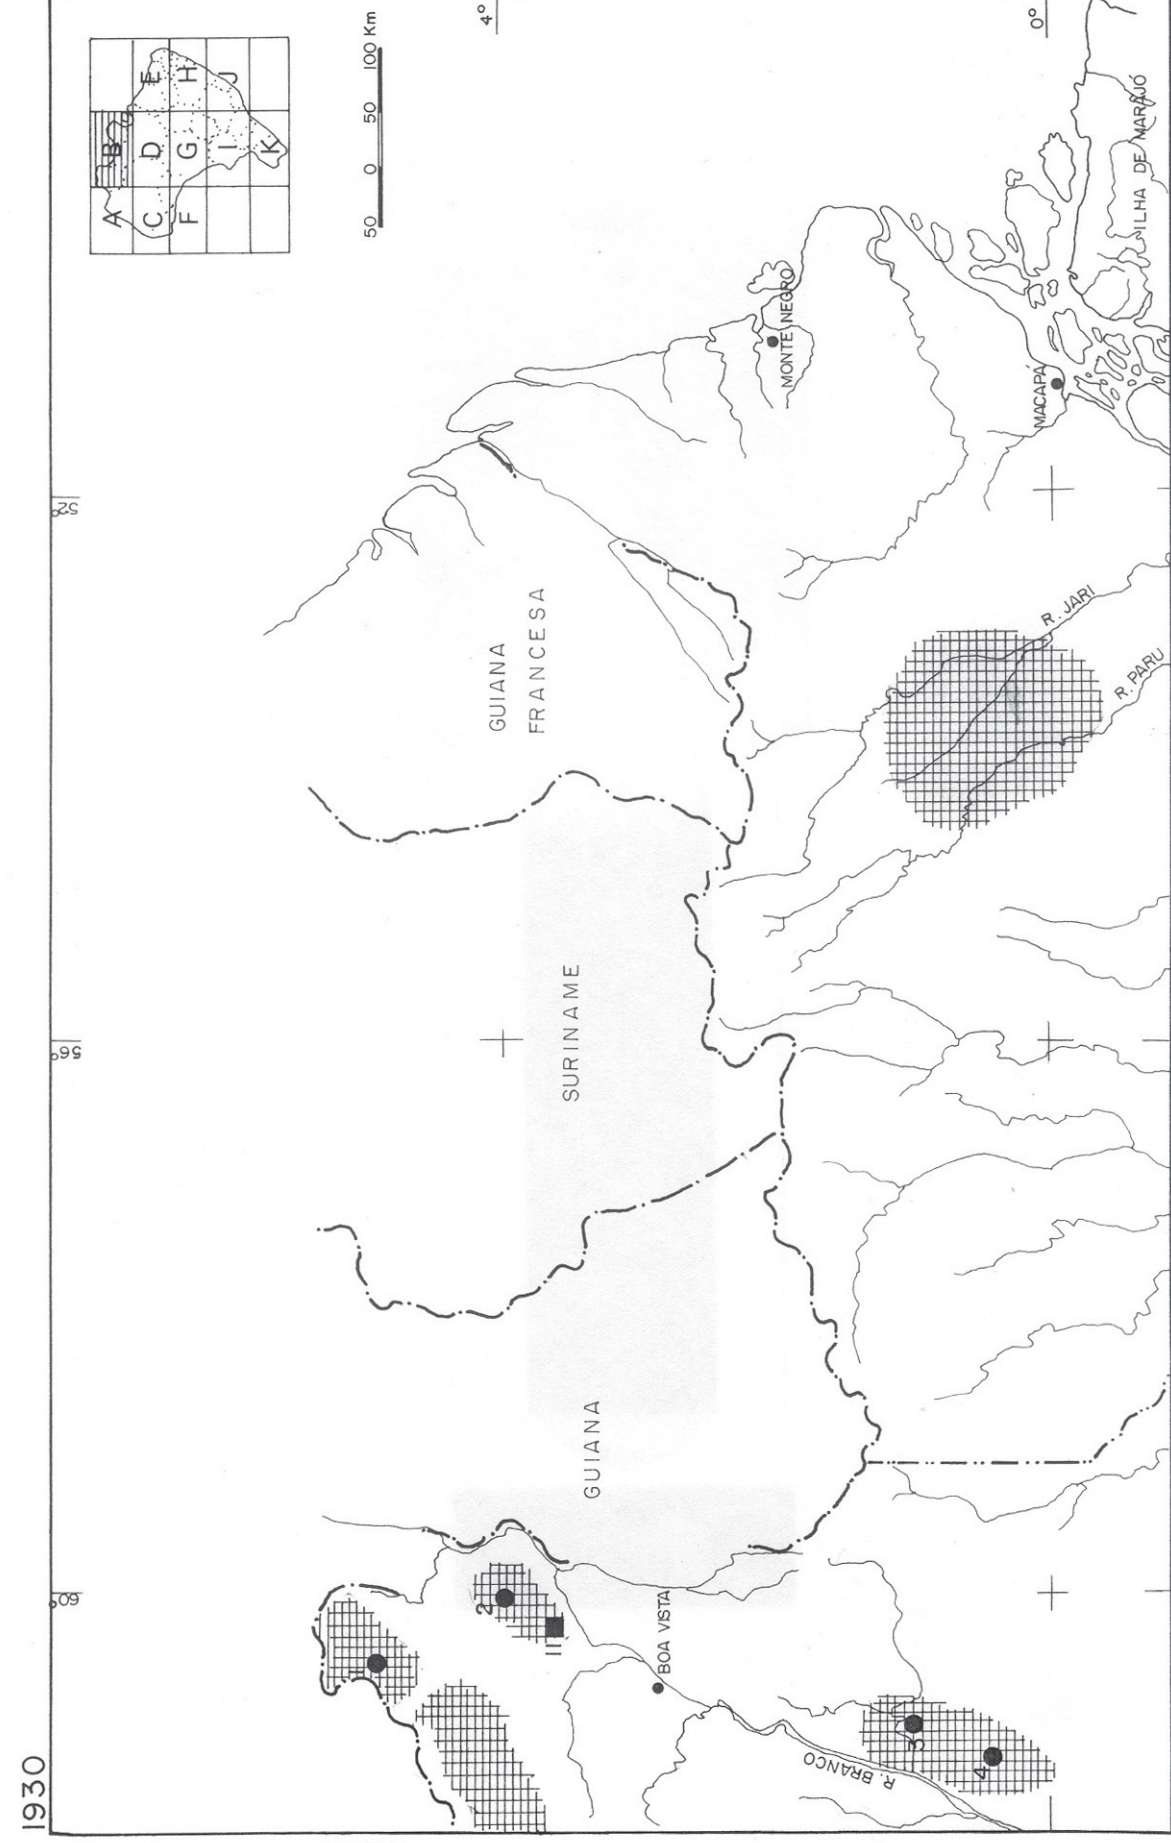 1930
60°
56°
52°
4°
0°
A
B
C
D
E
F
G
H
I
J
K
50 0 50 100 Km
GUIANA
FRANCESA
SURINAME
GUIANA
MONTE NEGRO
MACAPÁ
ILHA DE MARAJÓ
R. JARI
R. PARU
BOA VISTA
R. BRANCO
1
2
II
3
4